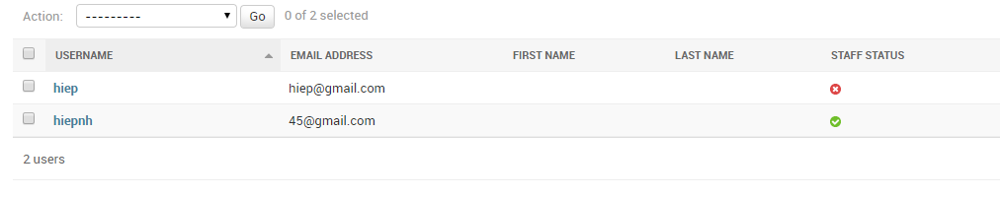 Action: --------- Go 0 of 2 selected
USERNAME EMAIL ADDRESS FIRST NAME LAST NAME STAFF STATUS
hiep hiep@gmail.com
hiepnh 45@gmail.com
2 users